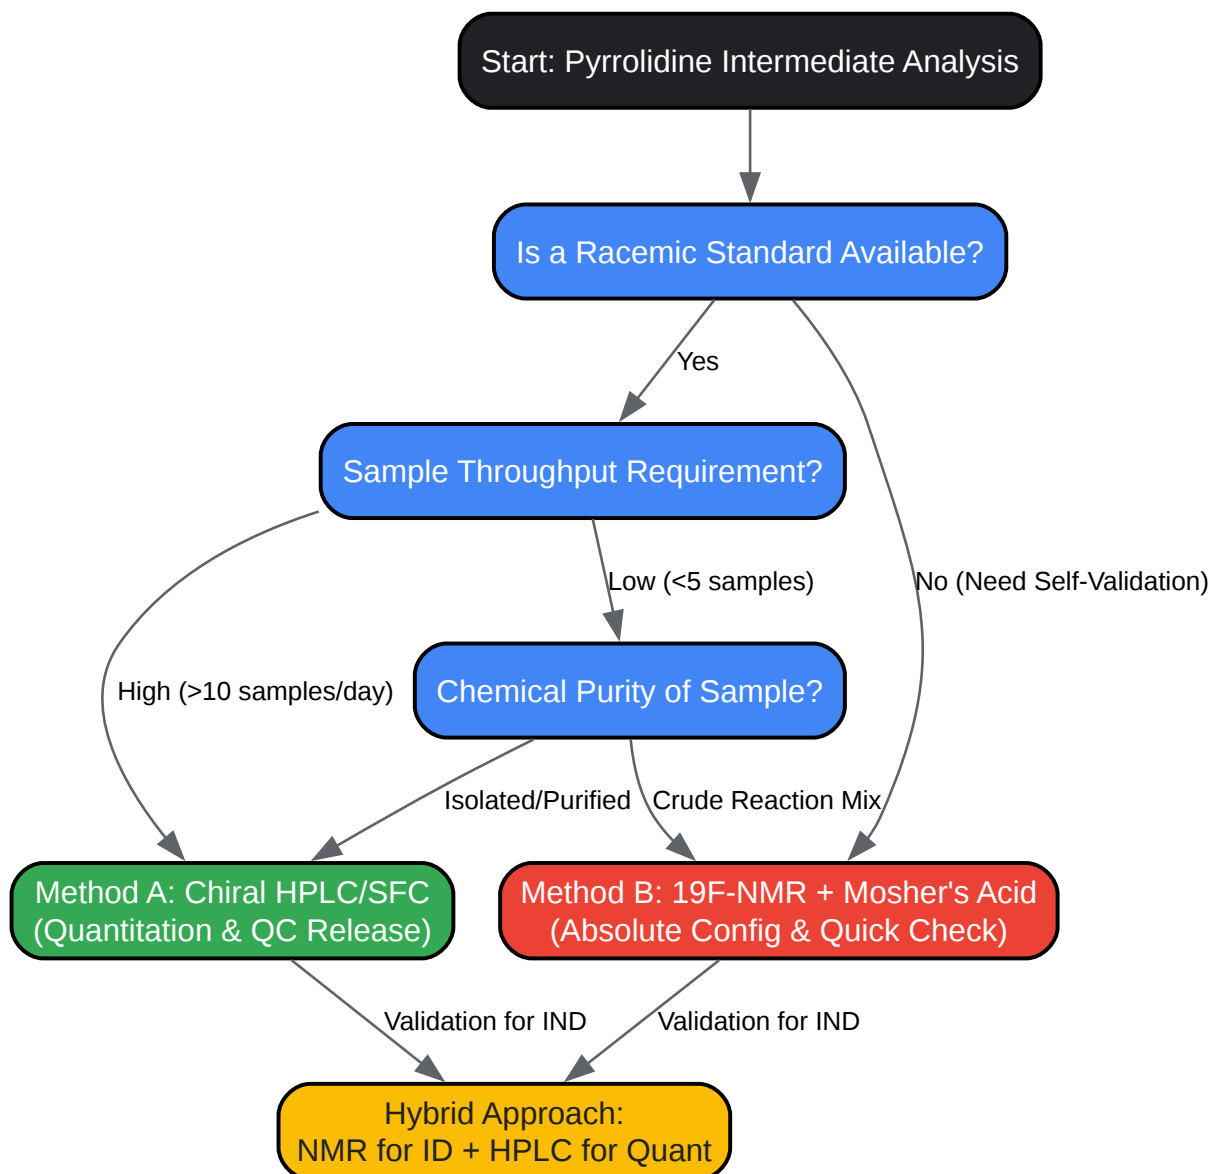 Start: Pyrrolidine Intermediate Analysis
Is a Racemic Standard Available?
Yes
Sample Throughput Requirement?
Low (<5 samples)
No (Need Self-Validation)
High (>10 samples/day)
Chemical Purity of Sample?
Isolated/Purified
Crude Reaction Mix
Method A: Chiral HPLC/SFC
(Quantitation & QC Release)
Method B: 19F-NMR + Mosher's Acid
(Absolute Config & Quick Check)
Validation for IND
Validation for IND
Hybrid Approach:
NMR for ID + HPLC for Quant